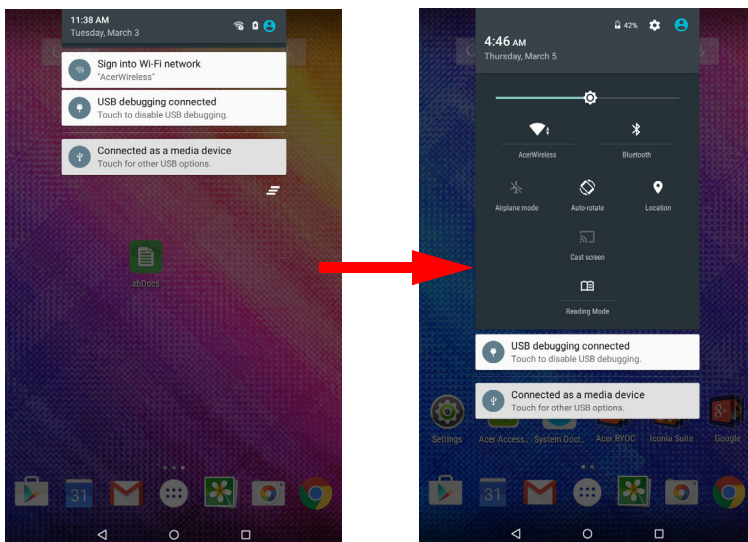 11:38 AM
Tuesday, March 3
Sign into Wi-Fi network
"AcerWireless"
USB debugging connected
Touch to disable USB debugging.
Connected as a media device
Touch for other USB options.
abDocs
31
42%
4:46 AM
Thursday, March 5
AcerWireless
Bluetooth
Airplane mode
Auto-rotate
Location
Cast screen
Reading Mode
USB debugging connected
Touch to disable USB debugging.
Connected as a media device
Touch for other USB options.
8+
Settings
Acer Access..
System Doct..
Acer BYOC
Iconia Suite
Google
31